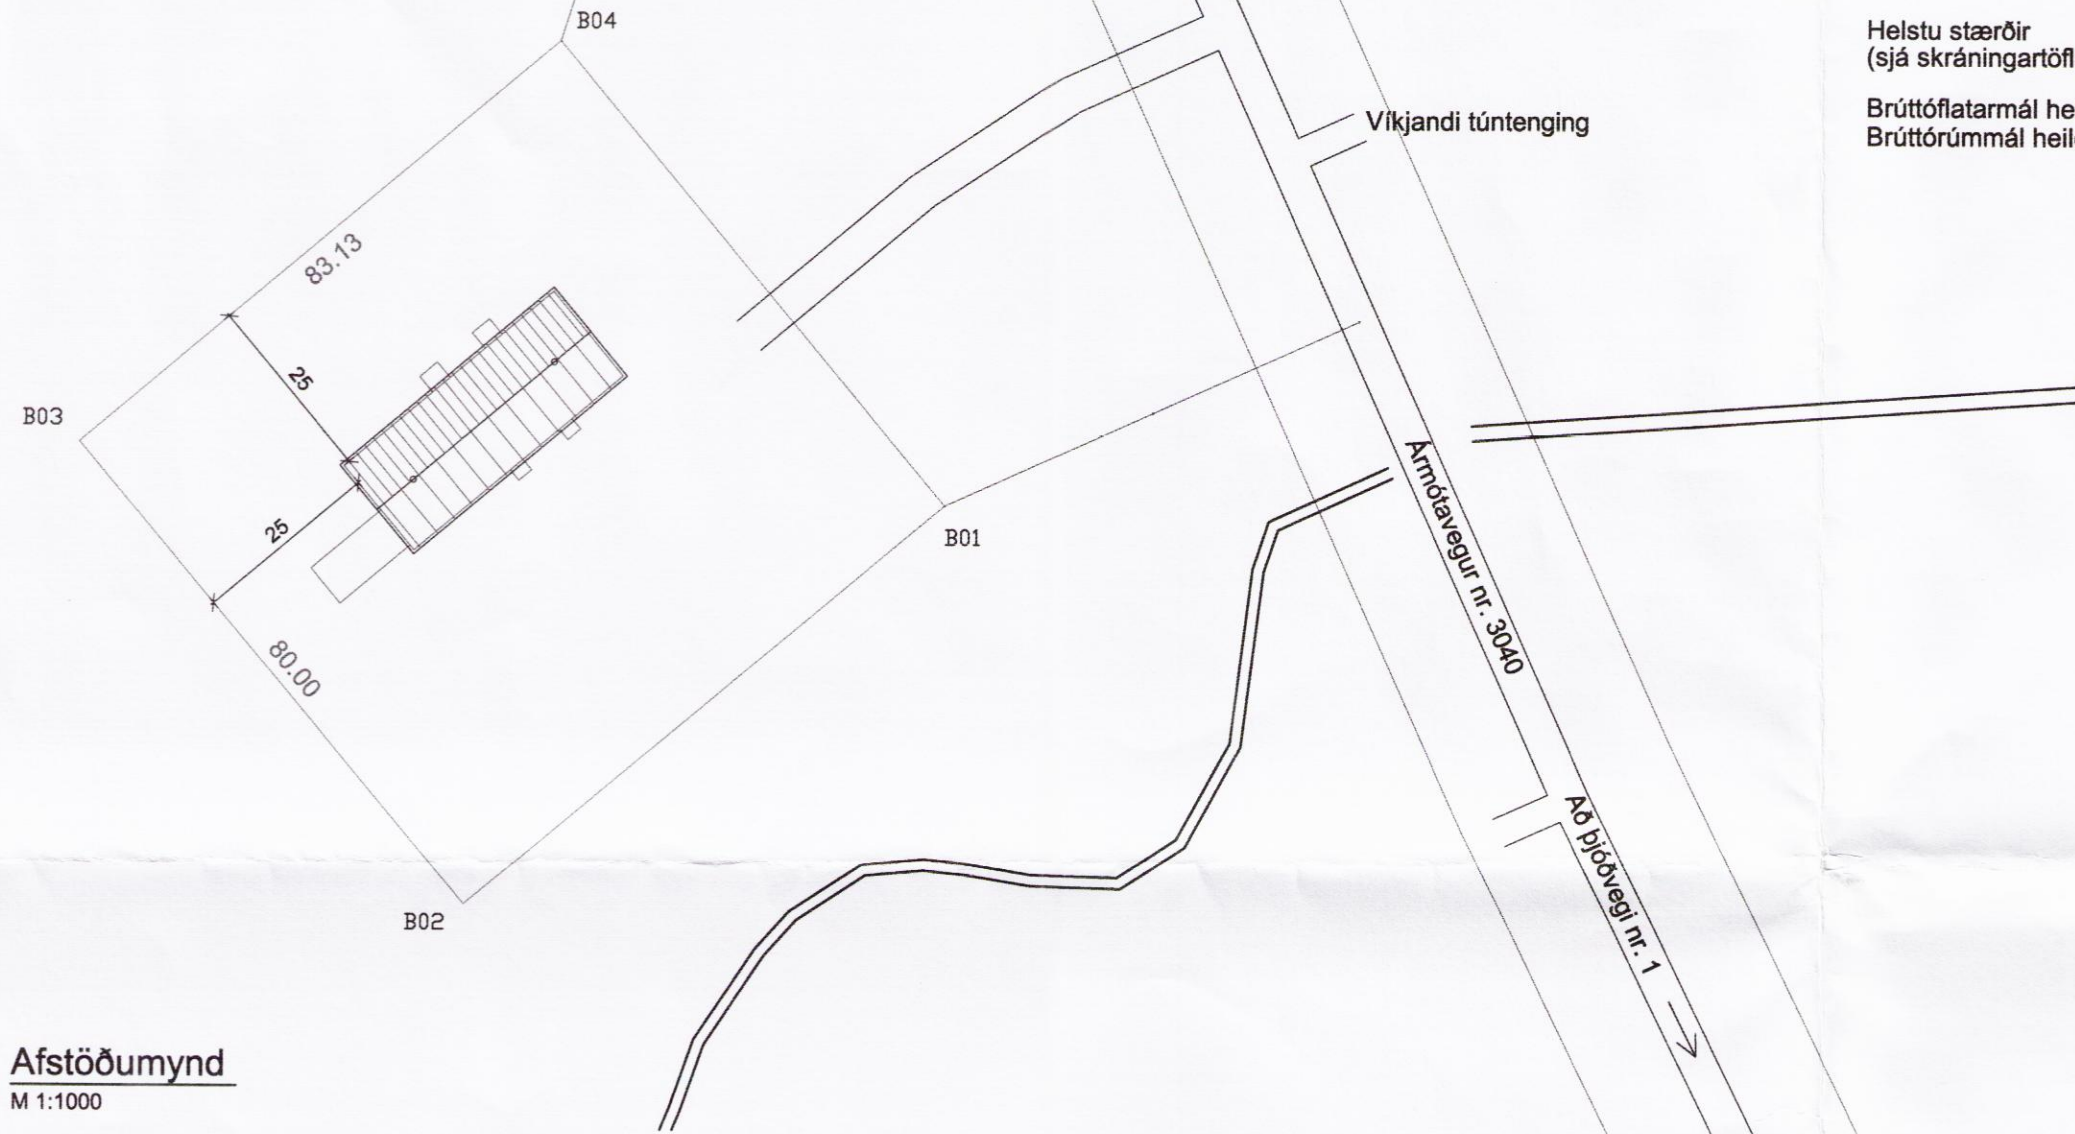 B04
Helstu stærðir
(sjá skráningartöfl
Brúttóflatarmál he
Brúttórúmmál heil
Víkjandi túntenging
83.13
25
B03
25
B01
Ármótavegur nr. 3040
80.00
Að þjóðvegi nr. 1
B02
Afstöðumynd
M 1:1000